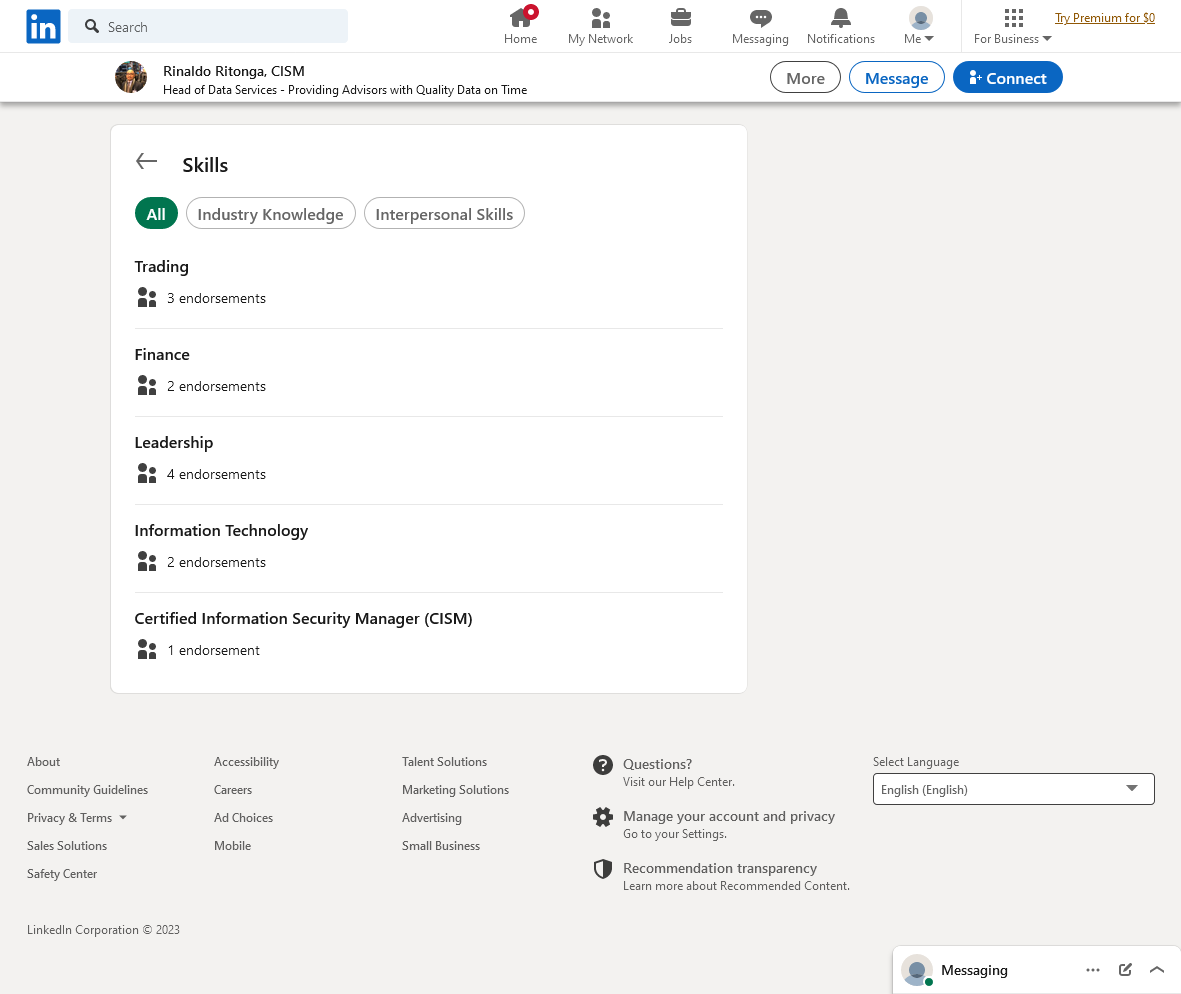 in
Search
Home
My Network
Jobs
Messaging
Notifications
Me
For Business
Try Premium for $0
Rinaldo Ritonga, CISM
Head of Data Services - Providing Advisors with Quality Data on Time
More
Message
Connect
Skills
All
Industry Knowledge
Interpersonal Skills
Trading
3 endorsements
Finance
2 endorsements
Leadership
4 endorsements
Information Technology
2 endorsements
Certified Information Security Manager (CISM)
1 endorsement
About
Accessibility
Talent Solutions
Community Guidelines
Careers
Marketing Solutions
Privacy & Terms
Ad Choices
Advertising
Sales Solutions
Mobile
Small Business
Safety Center
Questions?
Visit our Help Center.
Manage your account and privacy
Go to your Settings.
Recommendation transparency
Learn more about Recommended Content.
Select Language
English (English)
LinkedIn Corporation © 2023
Messaging